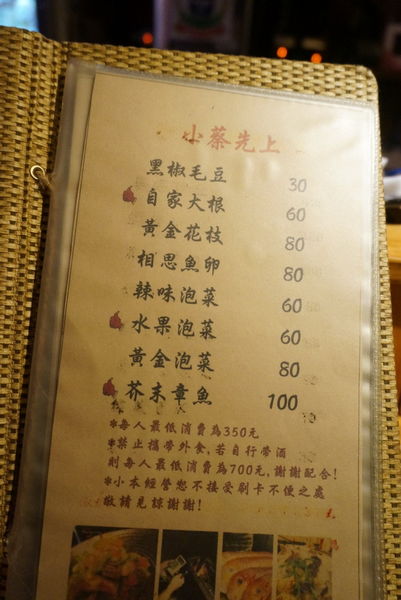 小蔡先上
黑椒毛豆 30
自家大根 60
黃金花枝 80
相思魚卵 80
辣味泡菜 60
水果泡菜 60
黃金泡菜 80
芥末章魚 100
*每人最低消費為350元
*禁止攜帶外食,若自行帶酒
則每人最低消費為700元,謝謝配合!
*小本經營恕不接受刷卡不便之處
敬請見諒謝謝!